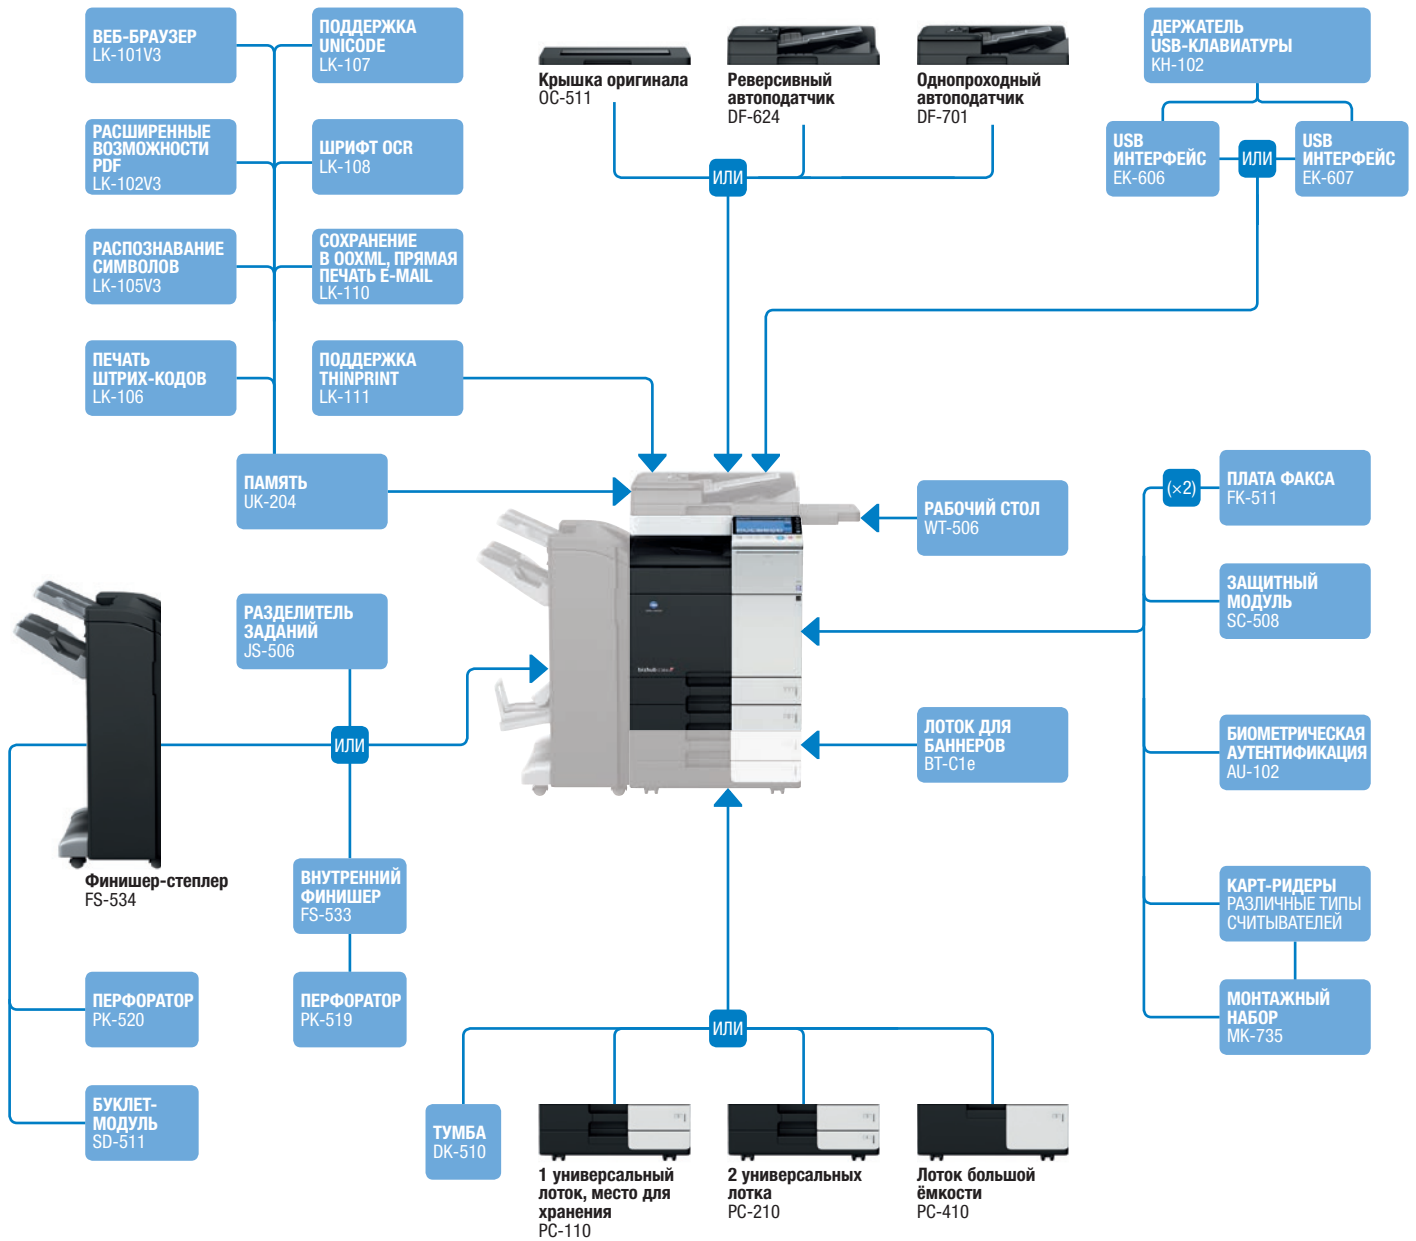 ВЕБ-БРАУЗЕР
LK-101V3
ПОДДЕРЖКА
UNICODE
LK-107
Крышка оригинала
OC-511
Реверсивный
автоподатчик
DF-624
Однопроходный
автоподатчик
DF-701
ДЕРЖАТЕЛЬ
USB-КЛАВИАТУРЫ
KH-102
РАСШИРЕННЫЕ
ВОЗМОЖНОСТИ
PDF
LK-102V3
ШРИФТ OCR
LK-108
ИЛИ
USB
ИНТЕРФЕЙС
EK-606
ИЛИ
USB
ИНТЕРФЕЙС
EK-607
РАСПОЗНАВАНИЕ
СИМВОЛОВ
LK-105V3
СОХРАНЕНИЕ
В OOXML, ПРЯМАЯ
ПЕЧАТЬ E-MAIL
LK-110
ПЕЧАТЬ
ШТРИХ-КОДОВ
LK-106
ПОДДЕРЖКА
THINPRINT
LK-111
ПАМЯТЬ
UK-204
РАБОЧИЙ СТОЛ
WT-506
(×2)
ПЛАТА ФАКСА
FK-511
РАЗДЕЛИТЕЛЬ
ЗАДАНИЙ
JS-506
ЗАЩИТНЫЙ
МОДУЛЬ
SC-508
bizhub
ИЛИ
ЛОТОК ДЛЯ
БАННЕРОВ
BT-C1e
БИОМЕТРИЧЕСКАЯ
АУТЕНТИФИКАЦИЯ
AU-102
Финишер-степлер
FS-534
ВНУТРЕННИЙ
ФИНИШЕР
FS-533
КАРТ-РИДЕРЫ
РАЗЛИЧНЫЕ ТИПЫ
СЧИТЫВАТЕЛЕЙ
ПЕРФОРАТОР
PK-520
ПЕРФОРАТОР
PK-519
ИЛИ
МОНТАЖНЫЙ
НАБОР
MK-735
БУКЛЕТ-
МОДУЛЬ
SD-511
ТУМБА
DK-510
1 универсальный
лоток, место для
хранения
PC-110
2 универсальных
лотка
PC-210
Лоток большой
ёмкости
PC-410